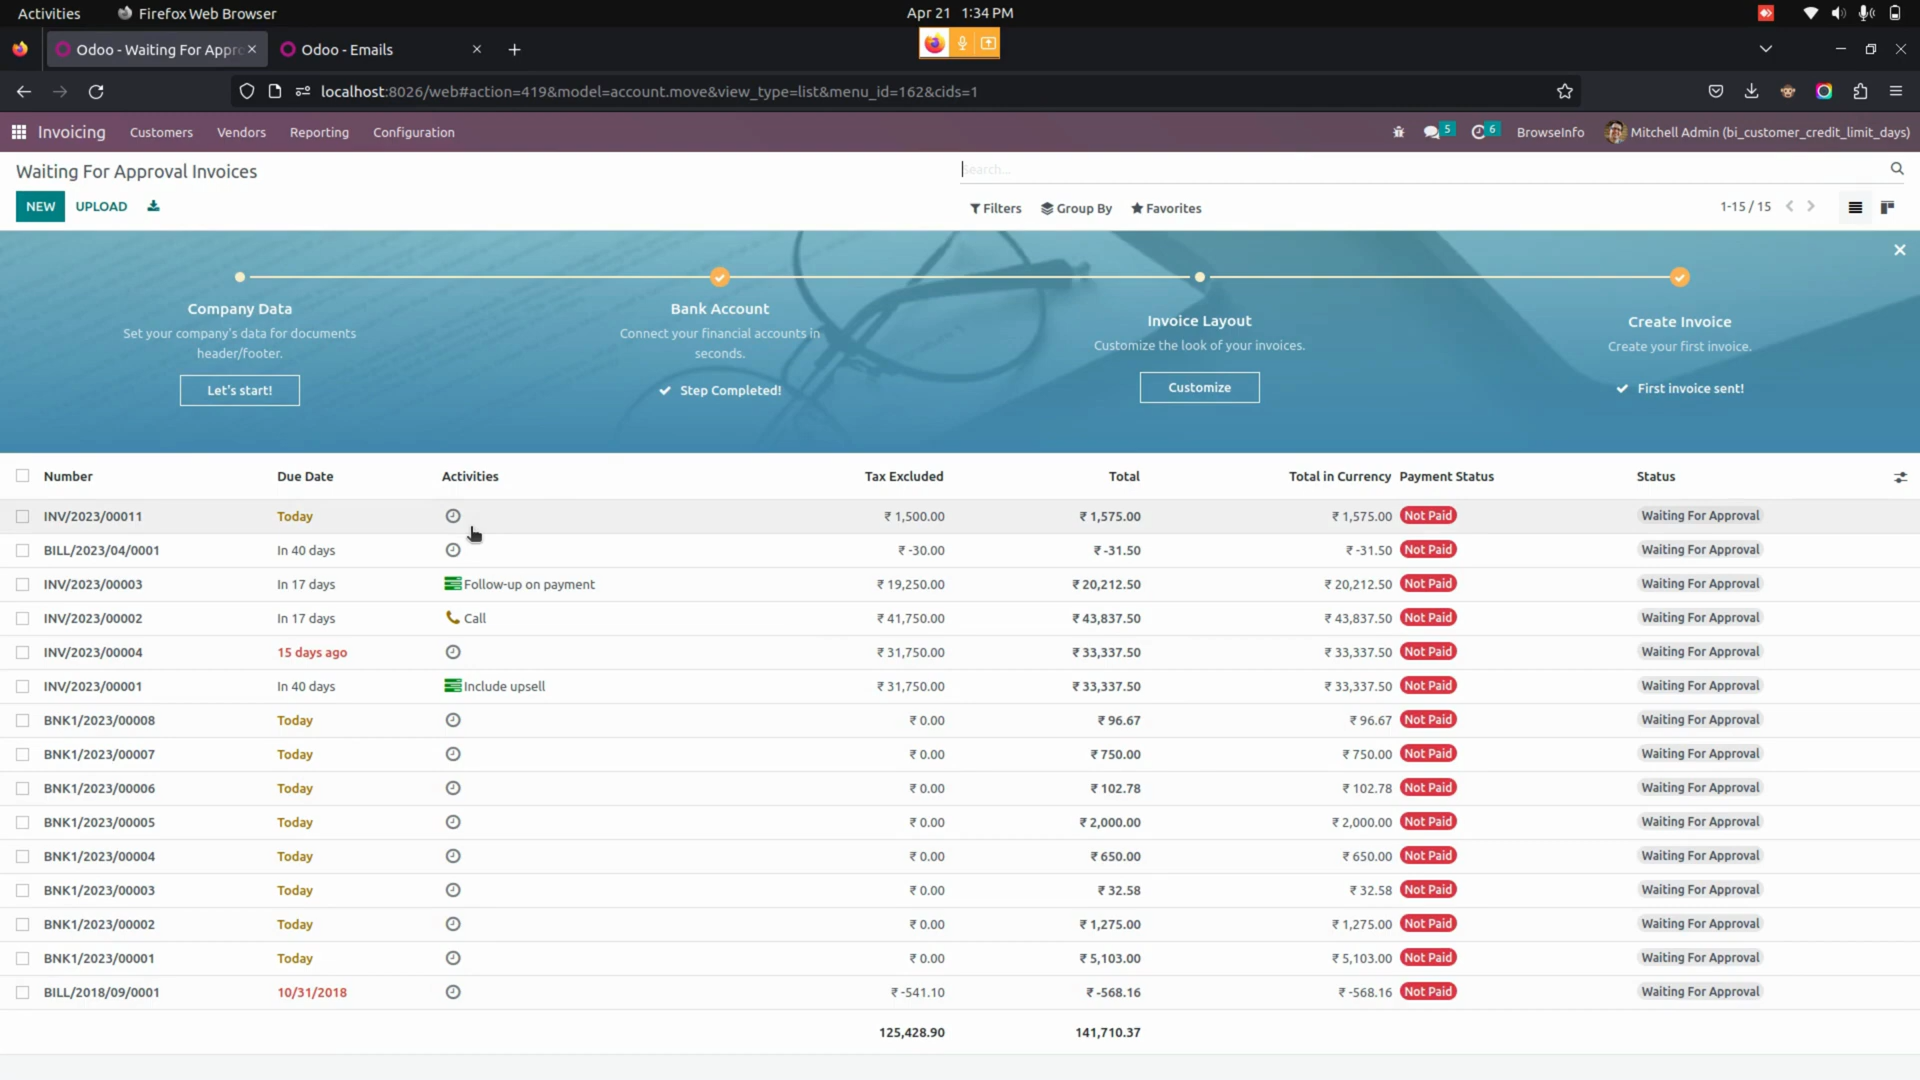 Activities Firefox Web Browser Apr 21 1:34 PM
Odoo - Waiting For Appro Odoo - Emails
localhost:8026/web#action=419&model=account.move&view_type=list&menu_id=162&cids=1
Invoicing Customers Vendors Reporting Configuration 5 6 BrowseInfo Mitchell Admin (bi_customer_credit_limit_days)
Waiting For Approval Invoices Search...
NEW UPLOAD Filters Group By Favorites 1-15 / 15
Company Data Bank Account Invoice Layout Create Invoice
Set your company's data for documents
header/footer.
Connect your financial accounts in
seconds.
Customize the look of your invoices.
Create your first invoice.
Let's start! Step Completed! Customize First invoice sent!
Number Due Date Activities Tax Excluded Total Total in Currency Payment Status Status
INV/2023/00011 Today ₹ 1,500.00 ₹ 1,575.00 ₹ 1,575.00 Not Paid Waiting For Approval
BILL/2023/04/0001 In 40 days ₹ -30.00 ₹ -31.50 ₹ -31.50 Not Paid Waiting For Approval
INV/2023/00003 In 17 days Follow-up on payment ₹ 19,250.00 ₹ 20,212.50 ₹ 20,212.50 Not Paid Waiting For Approval
INV/2023/00002 In 17 days Call ₹ 41,750.00 ₹ 43,837.50 ₹ 43,837.50 Not Paid Waiting For Approval
INV/2023/00004 15 days ago ₹ 31,750.00 ₹ 33,337.50 ₹ 33,337.50 Not Paid Waiting For Approval
INV/2023/00001 In 40 days Include upsell ₹ 31,750.00 ₹ 33,337.50 ₹ 33,337.50 Not Paid Waiting For Approval
BNK1/2023/00008 Today ₹ 0.00 ₹ 96.67 ₹ 96.67 Not Paid Waiting For Approval
BNK1/2023/00007 Today ₹ 0.00 ₹ 750.00 ₹ 750.00 Not Paid Waiting For Approval
BNK1/2023/00006 Today ₹ 0.00 ₹ 102.78 ₹ 102.78 Not Paid Waiting For Approval
BNK1/2023/00005 Today ₹ 0.00 ₹ 2,000.00 ₹ 2,000.00 Not Paid Waiting For Approval
BNK1/2023/00004 Today ₹ 0.00 ₹ 650.00 ₹ 650.00 Not Paid Waiting For Approval
BNK1/2023/00003 Today ₹ 0.00 ₹ 32.58 ₹ 32.58 Not Paid Waiting For Approval
BNK1/2023/00002 Today ₹ 0.00 ₹ 1,275.00 ₹ 1,275.00 Not Paid Waiting For Approval
BNK1/2023/00001 Today ₹ 0.00 ₹ 5,103.00 ₹ 5,103.00 Not Paid Waiting For Approval
BILL/2018/09/0001 10/31/2018 ₹ -541.10 ₹ -568.16 ₹ -568.16 Not Paid Waiting For Approval
125,428.90 141,710.37